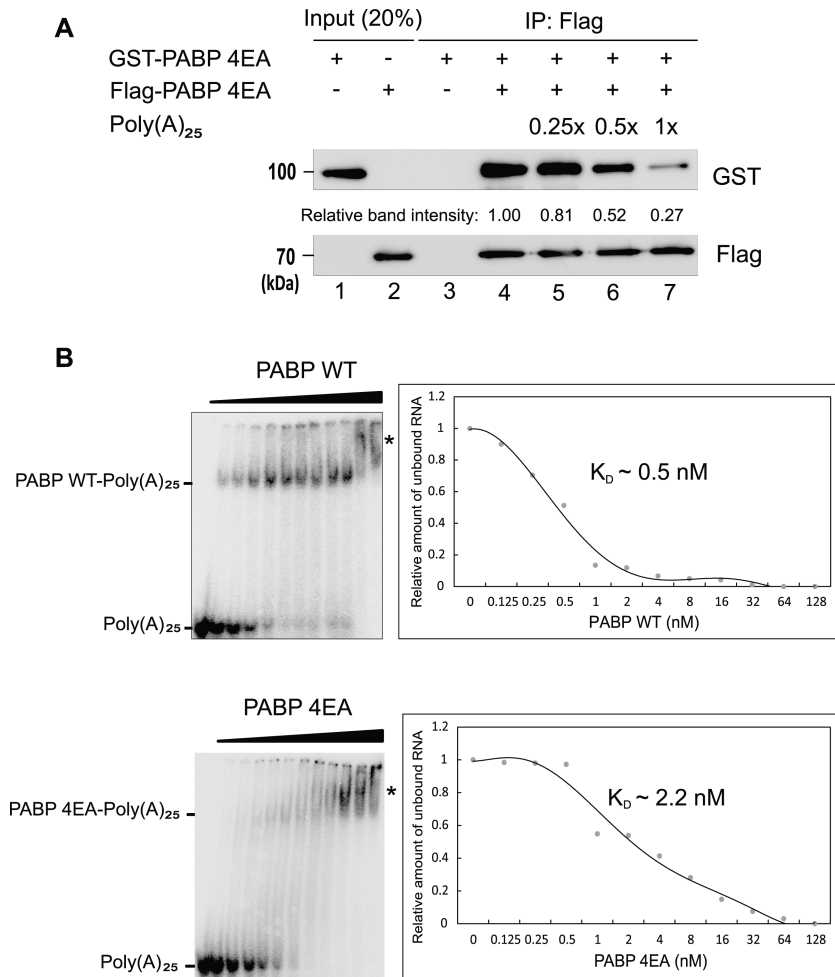 A
Input (20%) IP: Flag
GST-PABP 4EA + - + + + + +
Flag-PABP 4EA - + - + + + +
Poly(A)₂₅ 0.25x 0.5x 1x
100 GST
Relative band intensity: 1.00 0.81 0.52 0.27
70 Flag
(kDa) 1 2 3 4 5 6 7
B
PABP WT
*
PABP WT-Poly(A)₂₅
Poly(A)₂₅
Relative amount of unbound RNA
1.2
1
0.8
0.6
0.4
0.2
0
K_D ~ 0.5 nM
0 0.125 0.25 0.5 1 2 4 8 16 32 64 128
PABP WT (nM)
PABP 4EA
*
PABP 4EA-Poly(A)₂₅
Poly(A)₂₅
Relative amount of unbound RNA
1.2
1
0.8
0.6
0.4
0.2
0
K_D ~ 2.2 nM
0 0.125 0.25 0.5 1 2 4 8 16 32 64 128
PABP 4EA (nM)